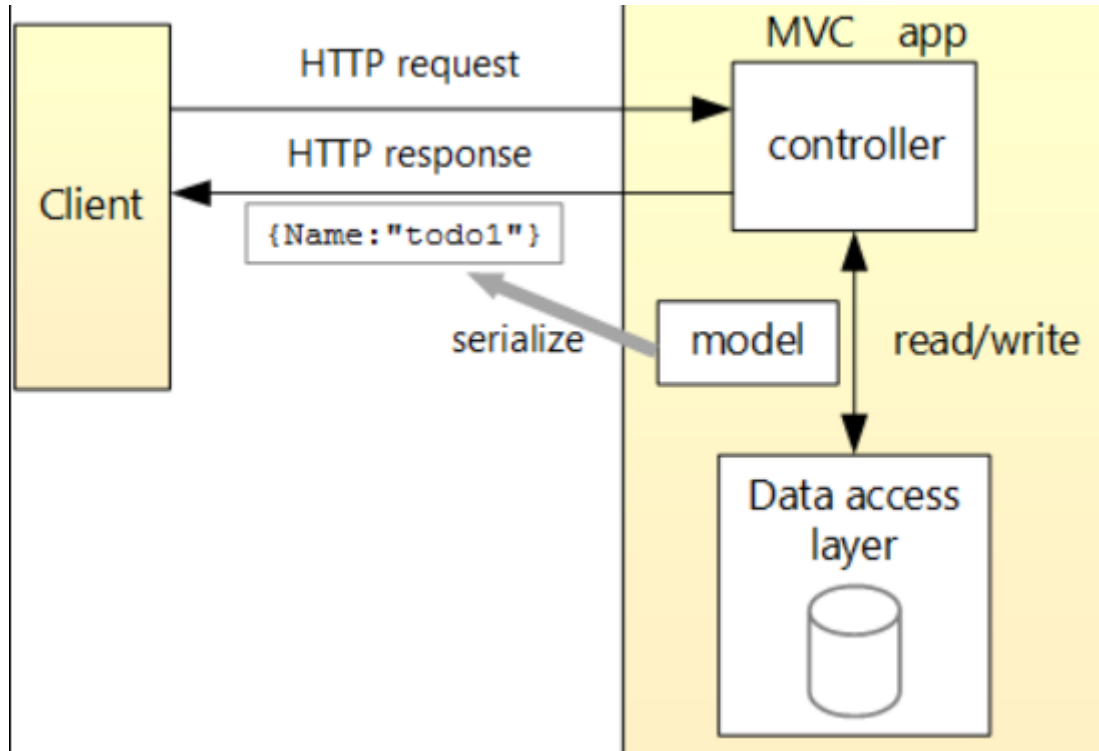 MVC app
HTTP request
controller
HTTP response
Client
{Name:"todo1"}
serialize
model
read/write
Data access
layer